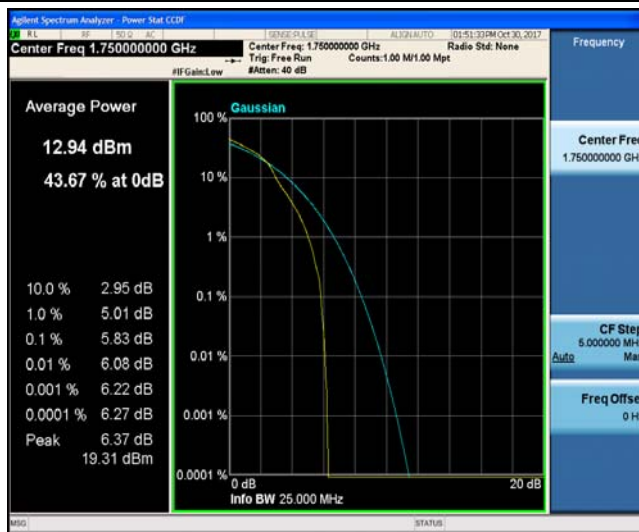 Agilent Spectrum Analyzer - Power Stat CCDF
RL RF 50 Ω AC SENSE:PULSE ALIGNAUTO 01:51:33 PM Oct 30, 2017
Center Freq 1.750000000 GHz
Center Freq: 1.750000000 GHz
Radio Std: None
Trig: Free Run
Counts:1.00 M/1.00 Mpt
#IFGain:Low
#Atten: 40 dB
Frequency
Average Power
12.94 dBm
43.67 % at 0dB
10.0 % 2.95 dB
1.0 % 5.01 dB
0.1 % 5.83 dB
0.01 % 6.08 dB
0.001 % 6.22 dB
0.0001 % 6.27 dB
Peak 6.37 dB
19.31 dBm
Gaussian
100 %
10 %
1 %
0.1 %
0.01 %
0.001 %
0.0001 %
0 dB
20 dB
Info BW 25.000 MHz
Center Fre
1.750000000 GH
CF Step
5.000000 MH
Auto Ma
Freq Offse
0 H
MSG
STATUS